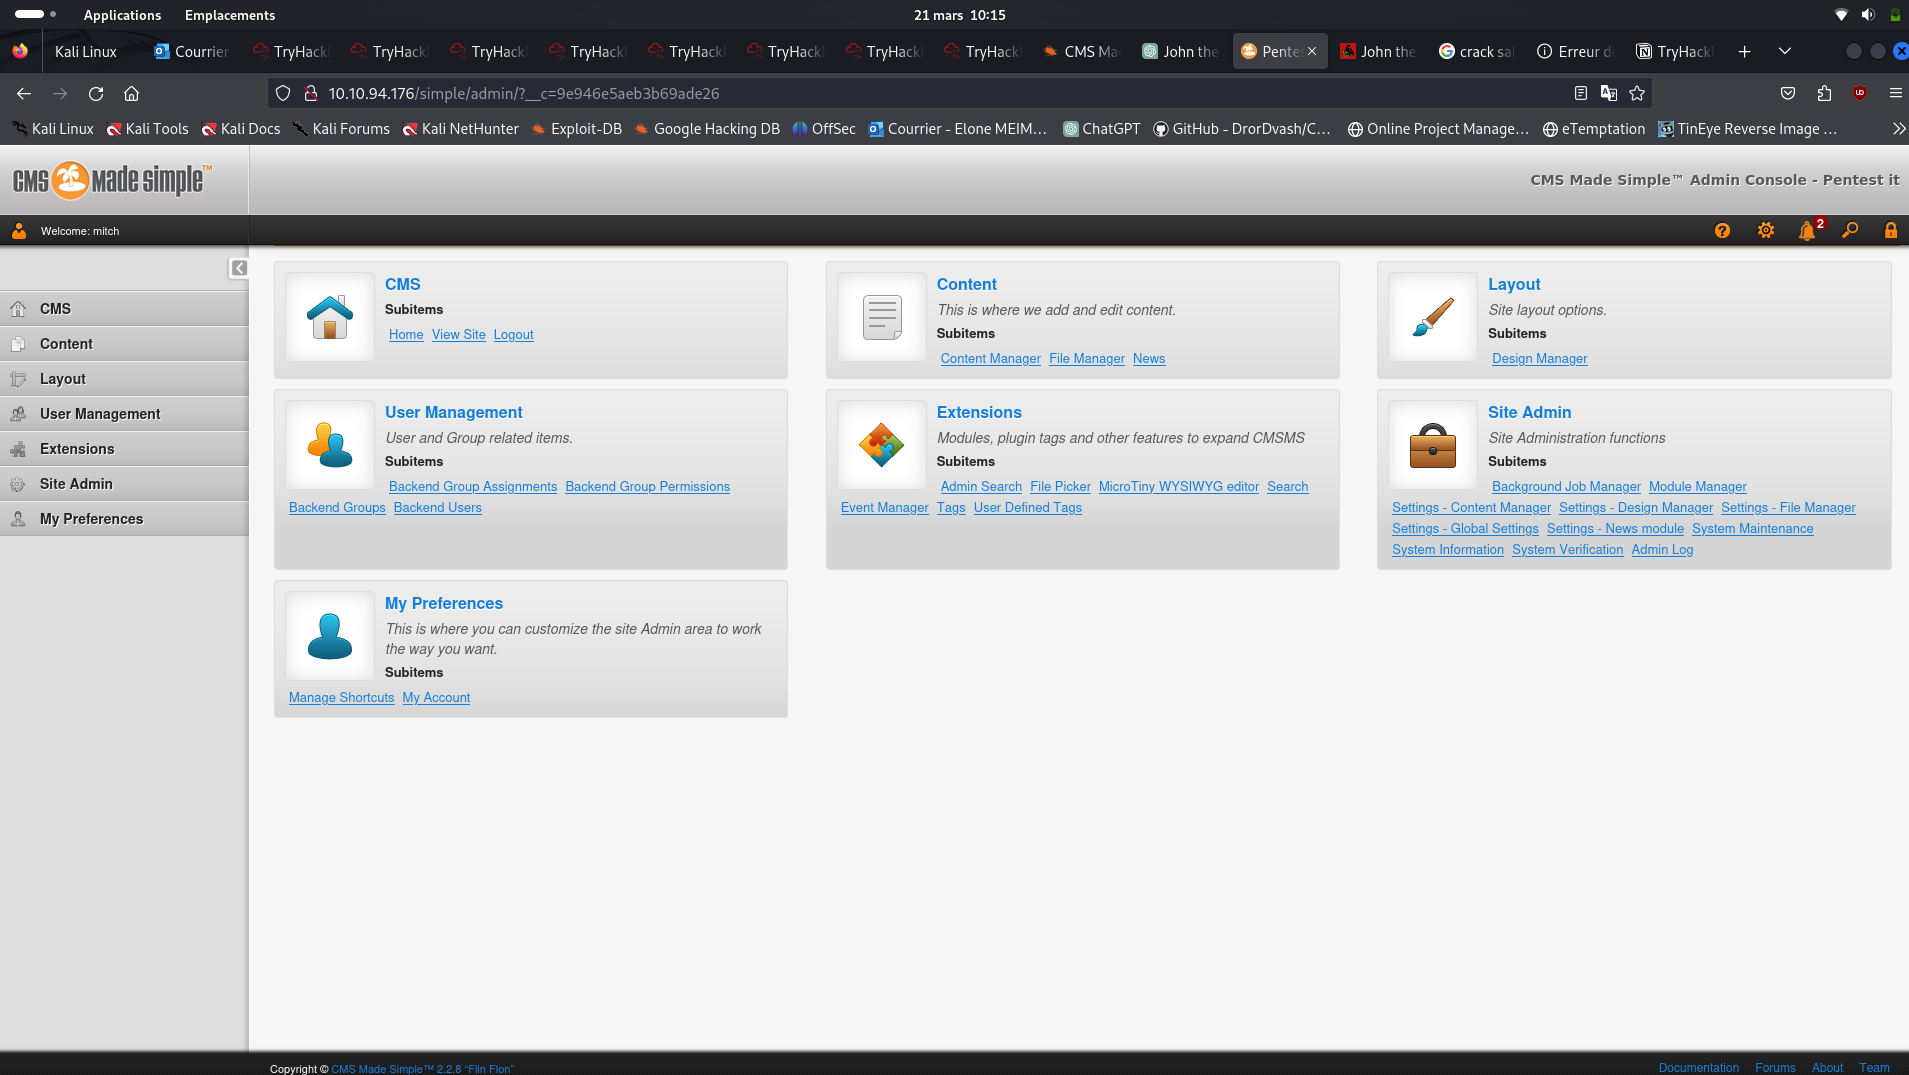 Applications Emplacements 21 mars 10:15
Kali Linux Courrier TryHack TryHack TryHack TryHack TryHack TryHack TryHack TryHack CMS Ma John the Pentes John the crack sal Erreur de TryHack
10.10.94.176/simple/admin/?__c=9e946e5aeb3b69ade26
Kali Linux Kali Tools Kali Docs Kali Forums Kali NetHunter Exploit-DB Google Hacking DB OffSec Courrier - Elone MEIM... ChatGPT GitHub - DrorDvash/C... Online Project Manage... eTemptation TinEye Reverse Image ...
CMS Made Simple™ CMS Made Simple™ Admin Console - Pentest it
Welcome: mitch 2
CMS
Content
Layout
User Management
Extensions
Site Admin
My Preferences
CMS
Subitems
Home View Site Logout
Content
This is where we add and edit content.
Subitems
Content Manager File Manager News
Layout
Site layout options.
Subitems
Design Manager
User Management
User and Group related items.
Subitems
Backend Group Assignments Backend Group Permissions
Backend Groups Backend Users
Extensions
Modules, plugin tags and other features to expand CMSMS
Subitems
Admin Search File Picker MicroTiny WYSIWYG editor Search
Event Manager Tags User Defined Tags
Site Admin
Site Administration functions
Subitems
Background Job Manager Module Manager
Settings - Content Manager Settings - Design Manager Settings - File Manager
Settings - Global Settings Settings - News module System Maintenance
System Information System Verification Admin Log
My Preferences
This is where you can customize the site Admin area to work
the way you want.
Subitems
Manage Shortcuts My Account
Copyright © CMS Made Simple™ 2.2.8 “Flin Flon” Documentation Forums About Team